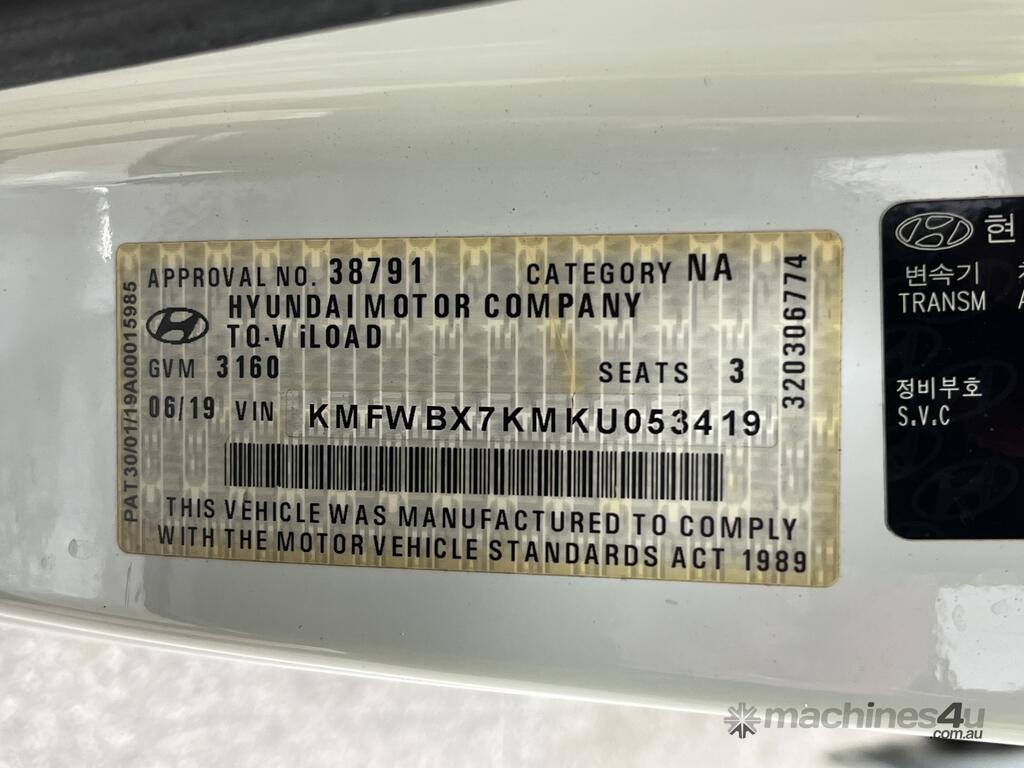 APPROVAL NO. 38791 CATEGORY NA
HYUNDAI MOTOR COMPANY
TQ-V iLOAD
GVM 3160 SEATS 3
06/19 VIN KMFWBX7KMKU053419
THIS VEHICLE WAS MANUFACTURED TO COMPLY
WITH THE MOTOR VEHICLE STANDARDS ACT 1989
PAT30/01/19A00015985
320306774
현
변속기
TRANSM
정비부호
S.V.C
machines4u
.com.au